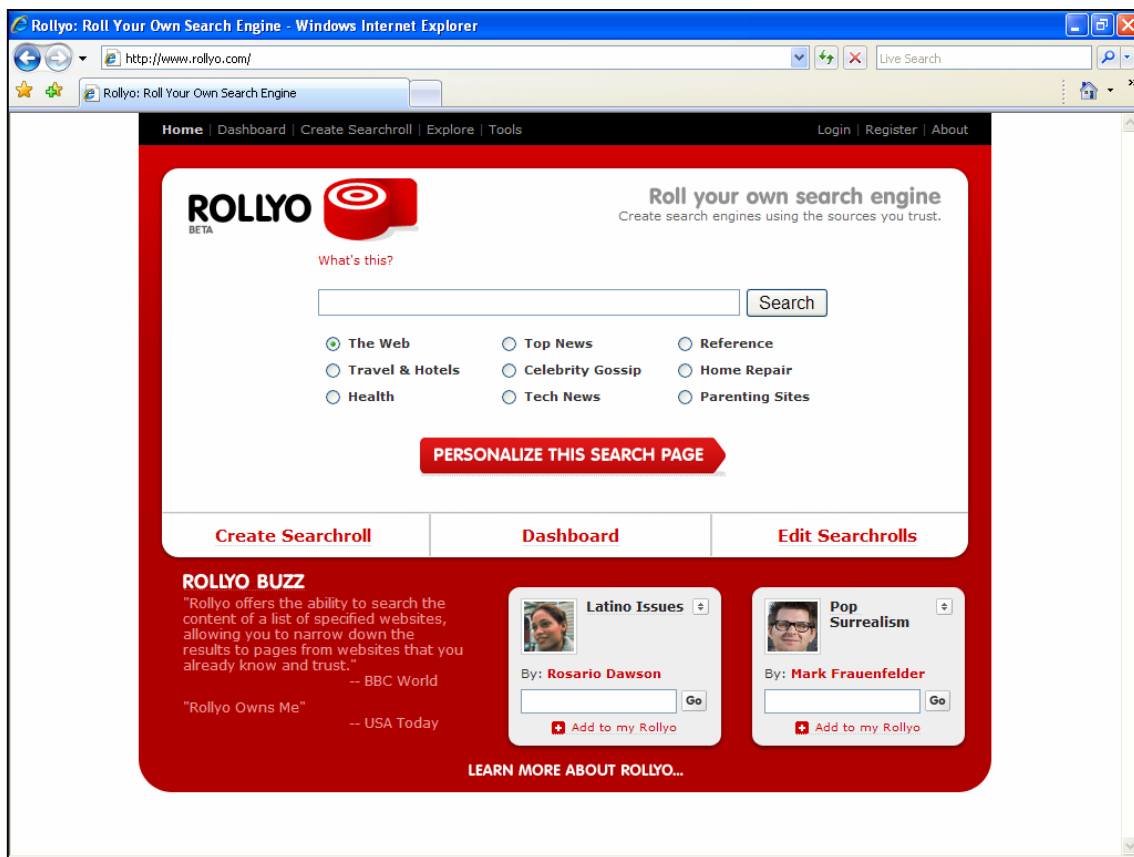 Rollyo: Roll Your Own Search Engine - Windows Internet Explorer
http://www.rollyo.com/
Live Search
Rollyo: Roll Your Own Search Engine
Home | Dashboard | Create Searchroll | Explore | Tools
Login | Register | About
ROLLYO
BETA
Roll your own search engine
Create search engines using the sources you trust.
What's this?
Search
The Web
Top News
Reference
Travel & Hotels
Celebrity Gossip
Home Repair
Health
Tech News
Parenting Sites
PERSONALIZE THIS SEARCH PAGE
Create Searchroll
Dashboard
Edit Searchrolls
ROLLYO BUZZ
"Rollyo offers the ability to search the
content of a list of specified websites,
allowing you to narrow down the
results to pages from websites that you
already know and trust."
-- BBC World
"Rollyo Owns Me"
-- USA Today
Latino Issues
By: Rosario Dawson
Go
Add to my Rollyo
Pop
Surrealism
By: Mark Frauenfelder
Go
Add to my Rollyo
LEARN MORE ABOUT ROLLYO...